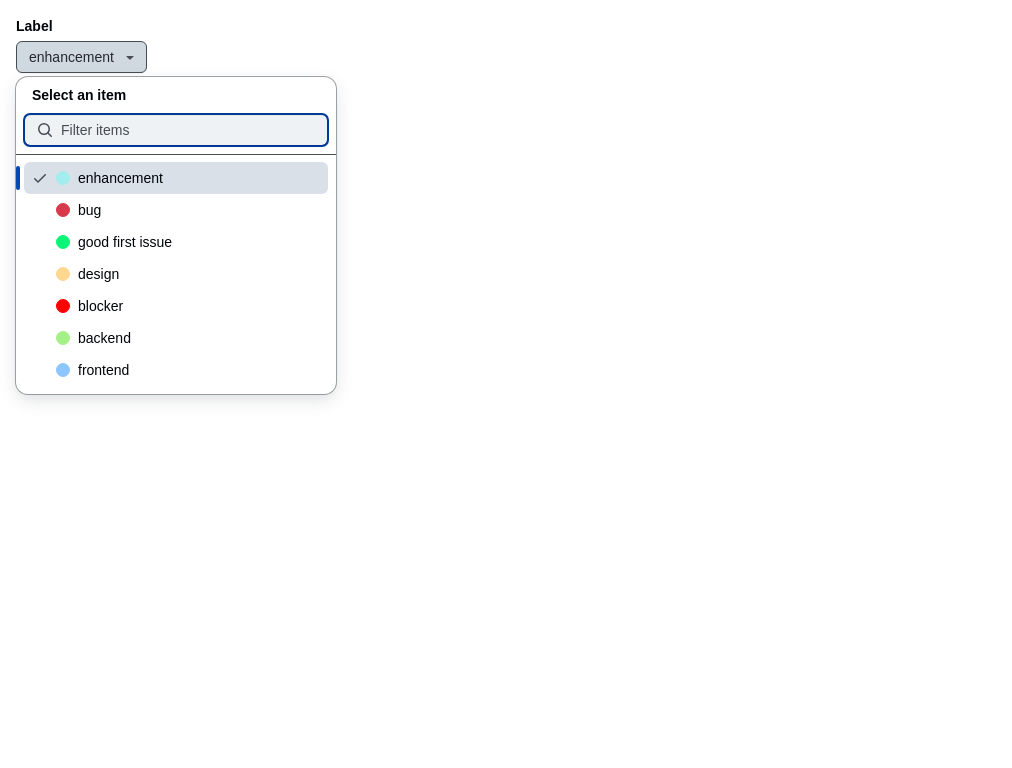 Label
enhancement
Select an item
Filter items
enhancement
bug
good first issue
design
blocker
backend
frontend